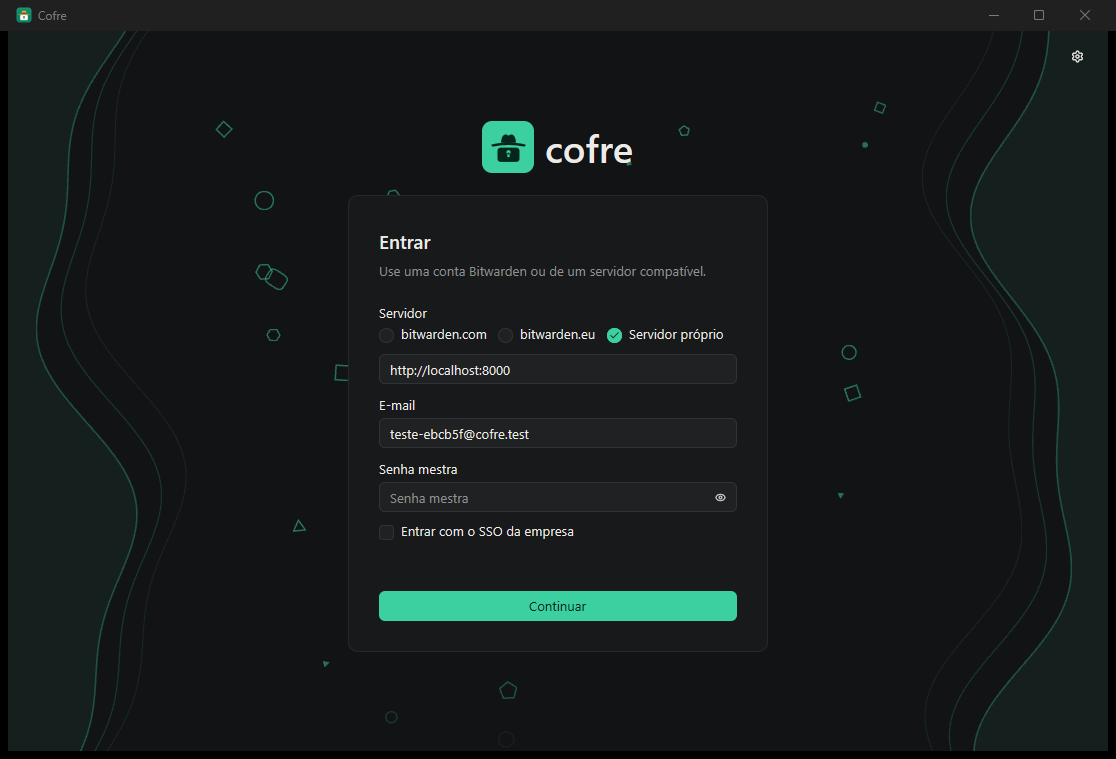 Cofre
cofre
Entrar
Use uma conta Bitwarden ou de um servidor compatível.
Servidor
bitwarden.com bitwarden.eu Servidor próprio
http://localhost:8000
E-mail
teste-ebcb5f@cofre.test
Senha mestra
Senha mestra
Entrar com o SSO da empresa
Continuar